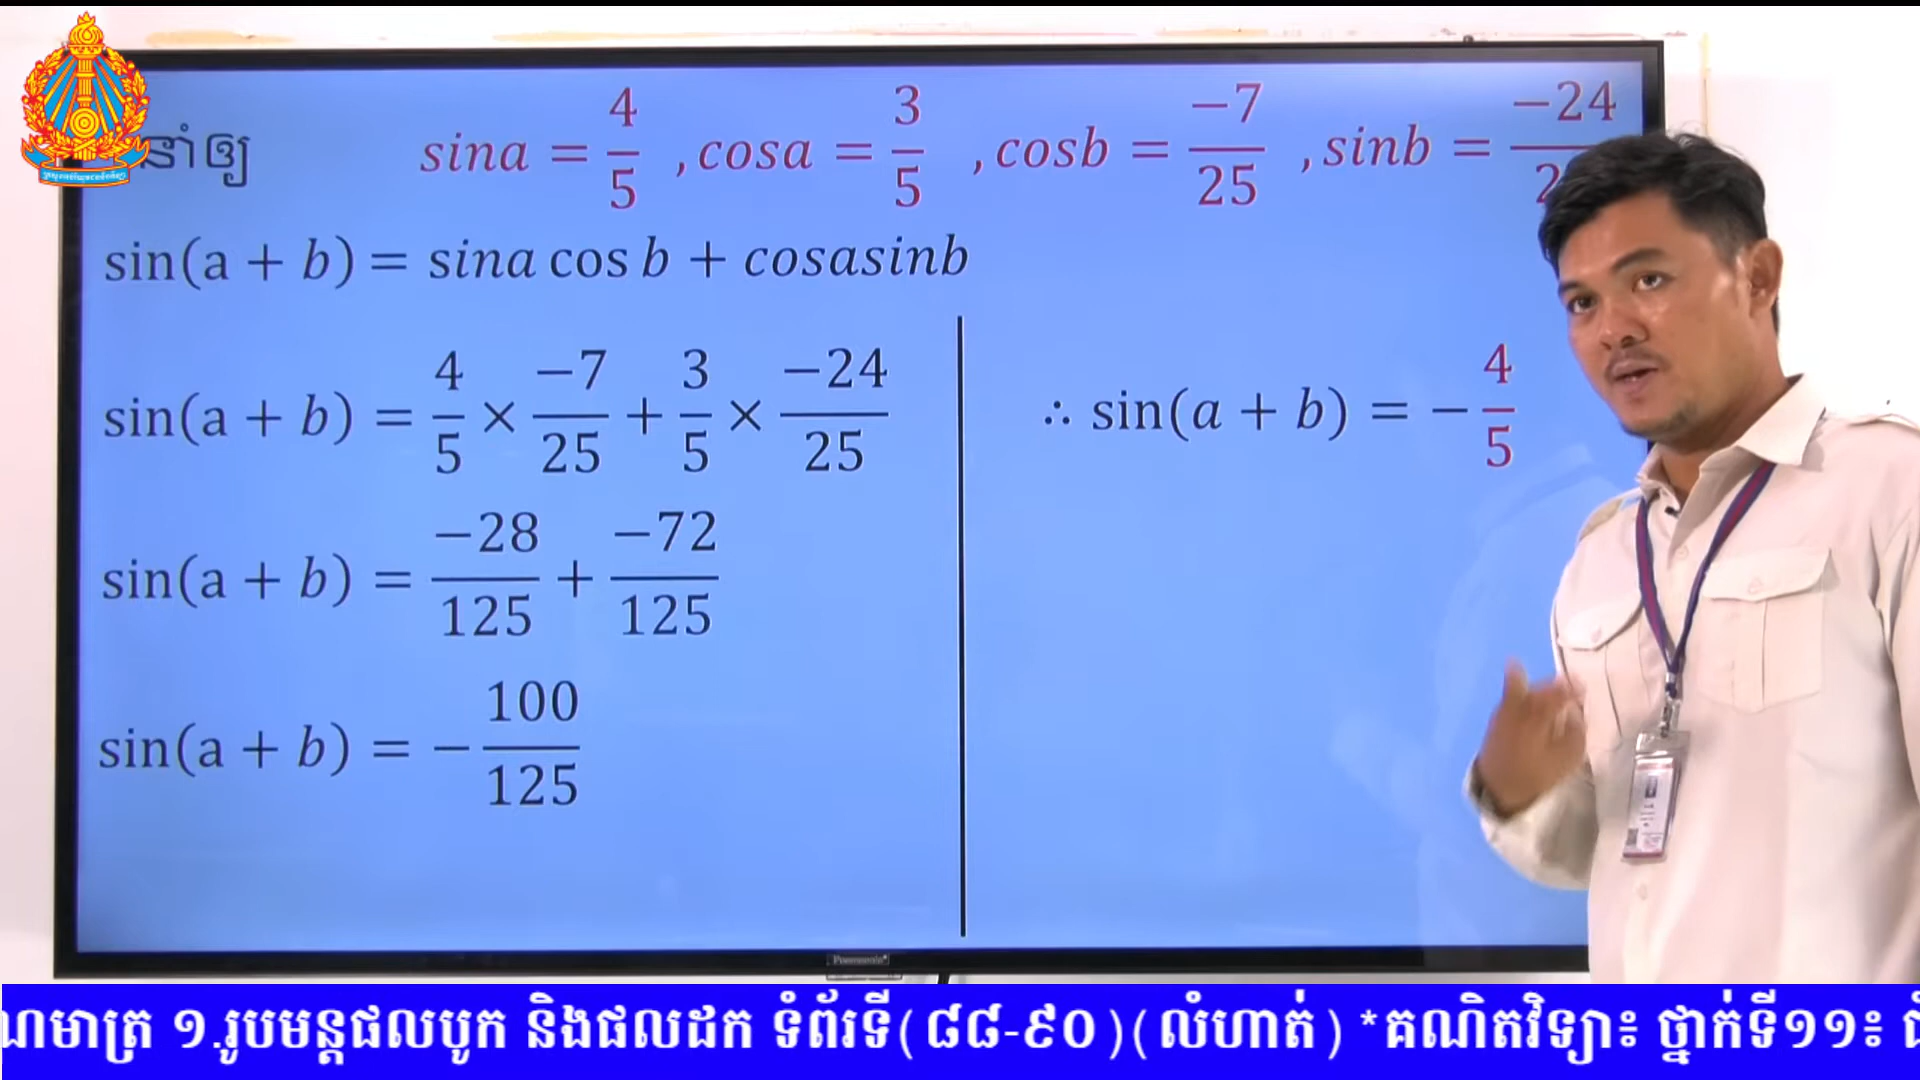 នាំឲ្យ sina = 4/5 , cosa = 3/5 , cosb = −7/25 , sinb = −24/
sin(a + b) = sina cos b + cosasinb
sin(a + b) = 4/5 × −7/25 + 3/5 × −24/25
sin(a + b) = −28/125 + −72/125
sin(a + b) = − 100/125
∴ sin(a + b) = − 4/5
ណមាត្រ ១.រូបមន្តផលបូក និងផលដក ទំព័រទី(៨៨-៩០)(លំហាត់) *គណិតវិទ្យា៖ ថ្នាក់ទី១១៖